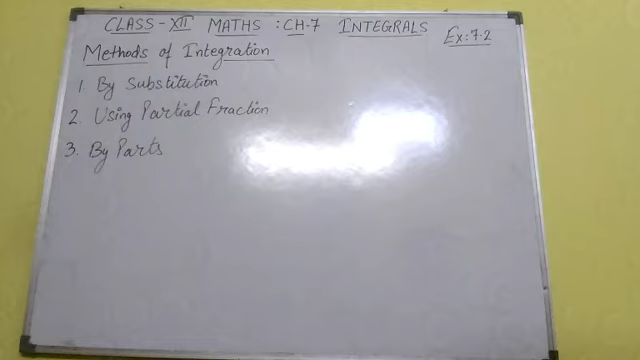 CLASS-XII MATHS : CH-7 INTEGRALS Ex:7.2
Methods of Integration
1. By Substitution
2. Using Partial Fraction
3. By Parts